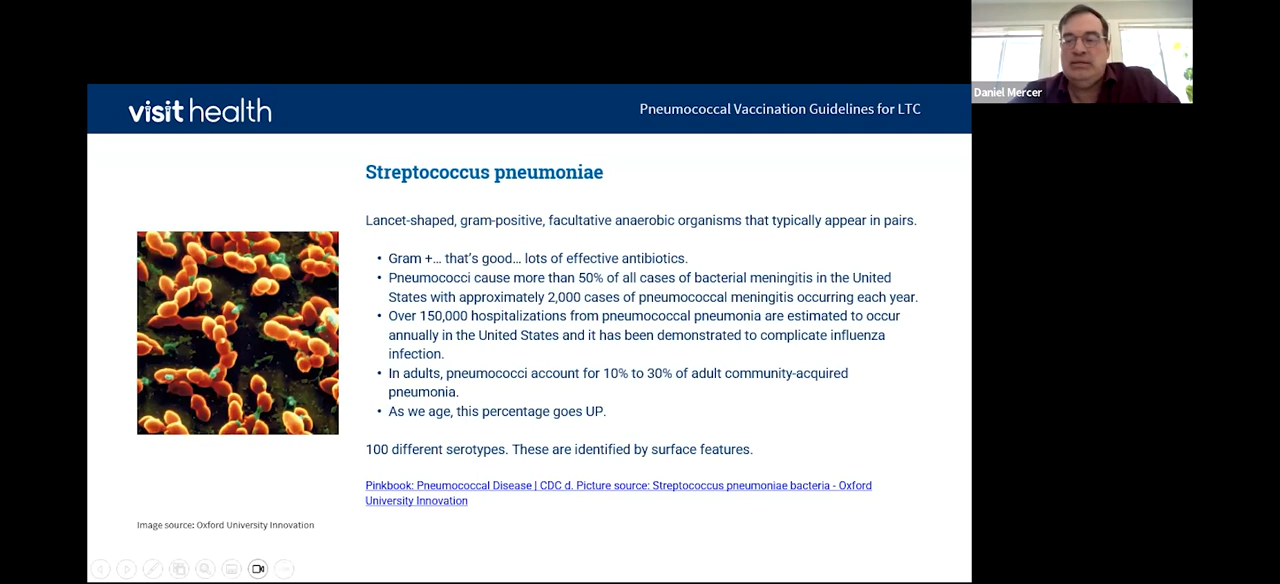 visit health
Pneumococcal Vaccination Guidelines for LTC
Daniel Mercer
Streptococcus pneumoniae
Lancet-shaped, gram-positive, facultative anaerobic organisms that typically appear in pairs.
• Gram +... that's good... lots of effective antibiotics.
• Pneumococci cause more than 50% of all cases of bacterial meningitis in the United
States with approximately 2,000 cases of pneumococcal meningitis occurring each year.
• Over 150,000 hospitalizations from pneumococcal pneumonia are estimated to occur
annually in the United States and it has been demonstrated to complicate influenza
infection.
• In adults, pneumococci account for 10% to 30% of adult community-acquired
pneumonia.
• As we age, this percentage goes UP.
100 different serotypes. These are identified by surface features.
Pinkbook: Pneumococcal Disease | CDC d. Picture source: Streptococcus pneumoniae bacteria - Oxford
University Innovation
Image source: Oxford University Innovation